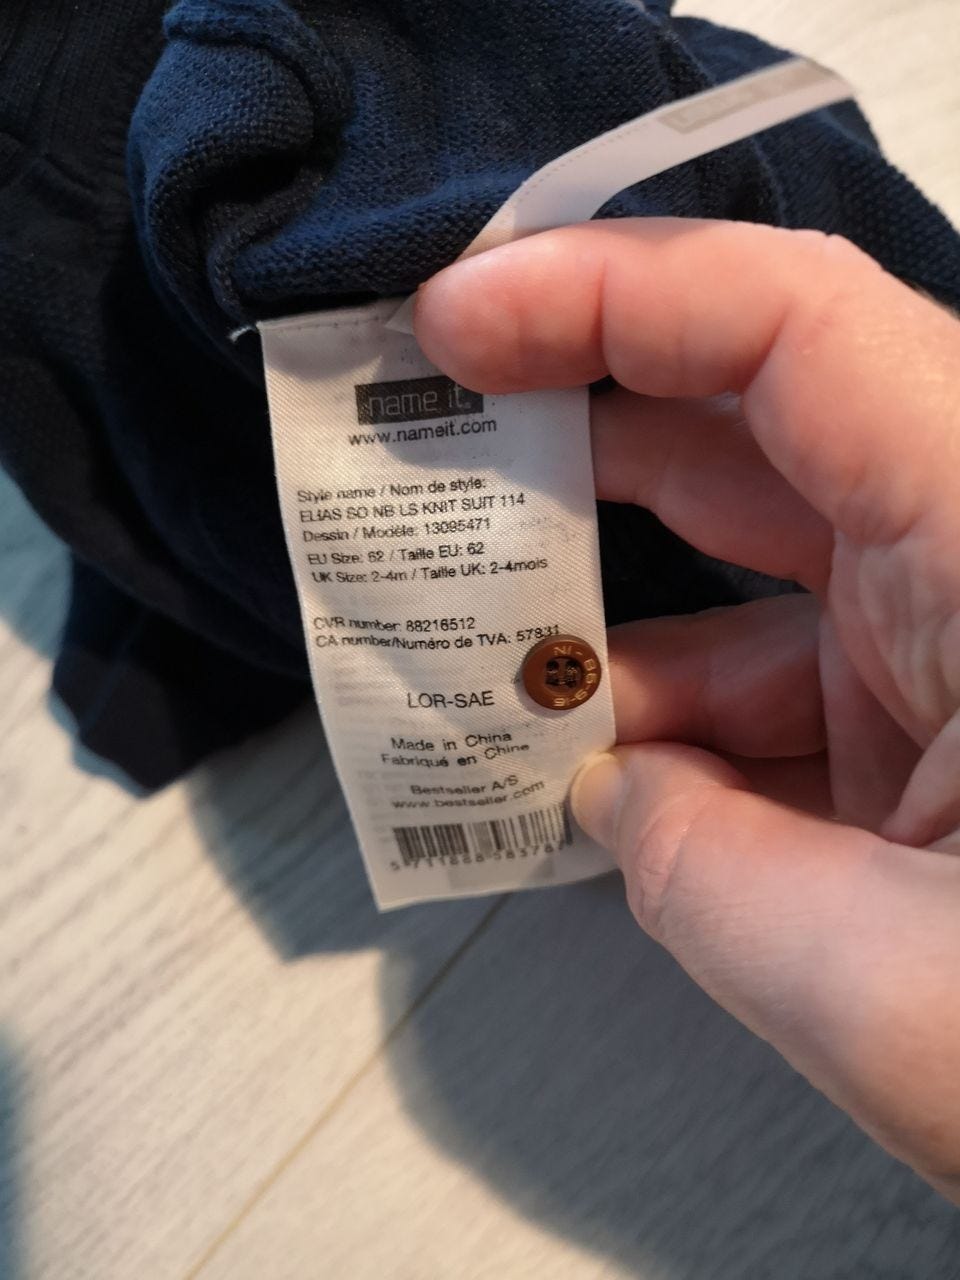 name it.
www.nameit.com
Style name / Nom de style:
ELIAS SO NB LS KNIT SUIT 114
Dessin / Modèle: 13095471
EU Size: 62 / Taille EU: 62
UK Size: 2-4m / Taille UK: 2-4mois
CVR number: 88216512
CA number/Numéro de TVA: 57831
LOR-SAE
Made in China
Fabriqué en Chine
Bestseller A/S
www.bestseller.com